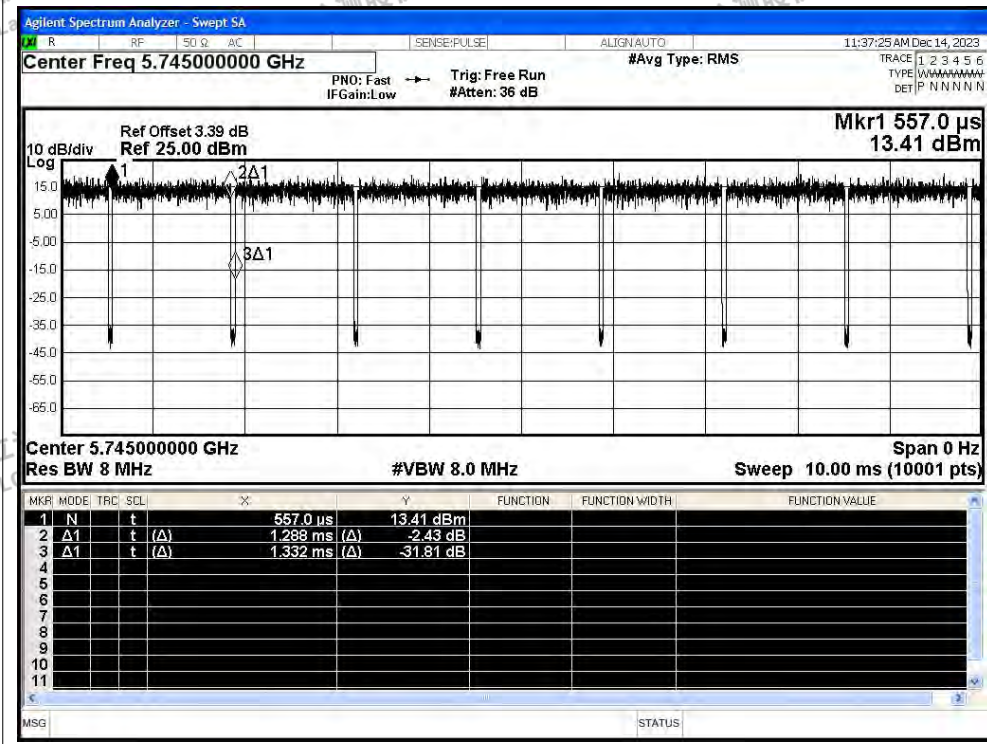 Agilent Spectrum Analyzer - Swept SA
R RF 50 Ω AC SENSE:PULSE ALIGN AUTO 11:37:25 AM Dec 14, 2023
Center Freq 5.745000000 GHz #Avg Type: RMS TRACE 1 2 3 4 5 6
PNO: Fast Trig: Free Run TYPE WWWWWW
IFGain:Low #Atten: 36 dB DET P N N N N N
Mkr1 557.0 µs
Ref Offset 3.39 dB
10 dB/div Ref 25.00 dBm 13.41 dBm
Log
1 2Δ1
15.0
5.00
-5.00
3Δ1
-15.0
-25.0
-35.0
-45.0
-55.0
-65.0
Center 5.745000000 GHz Span 0 Hz
Res BW 8 MHz #VBW 8.0 MHz Sweep 10.00 ms (10001 pts)
MKR MODE TRC SCL X Y FUNCTION FUNCTION WIDTH FUNCTION VALUE
1 N t 557.0 µs 13.41 dBm
2 Δ1 t (Δ) 1.288 ms (Δ) -2.43 dB
3 Δ1 t (Δ) 1.332 ms (Δ) -31.81 dB
4
5
6
7
8
9
10
11
MSG STATUS